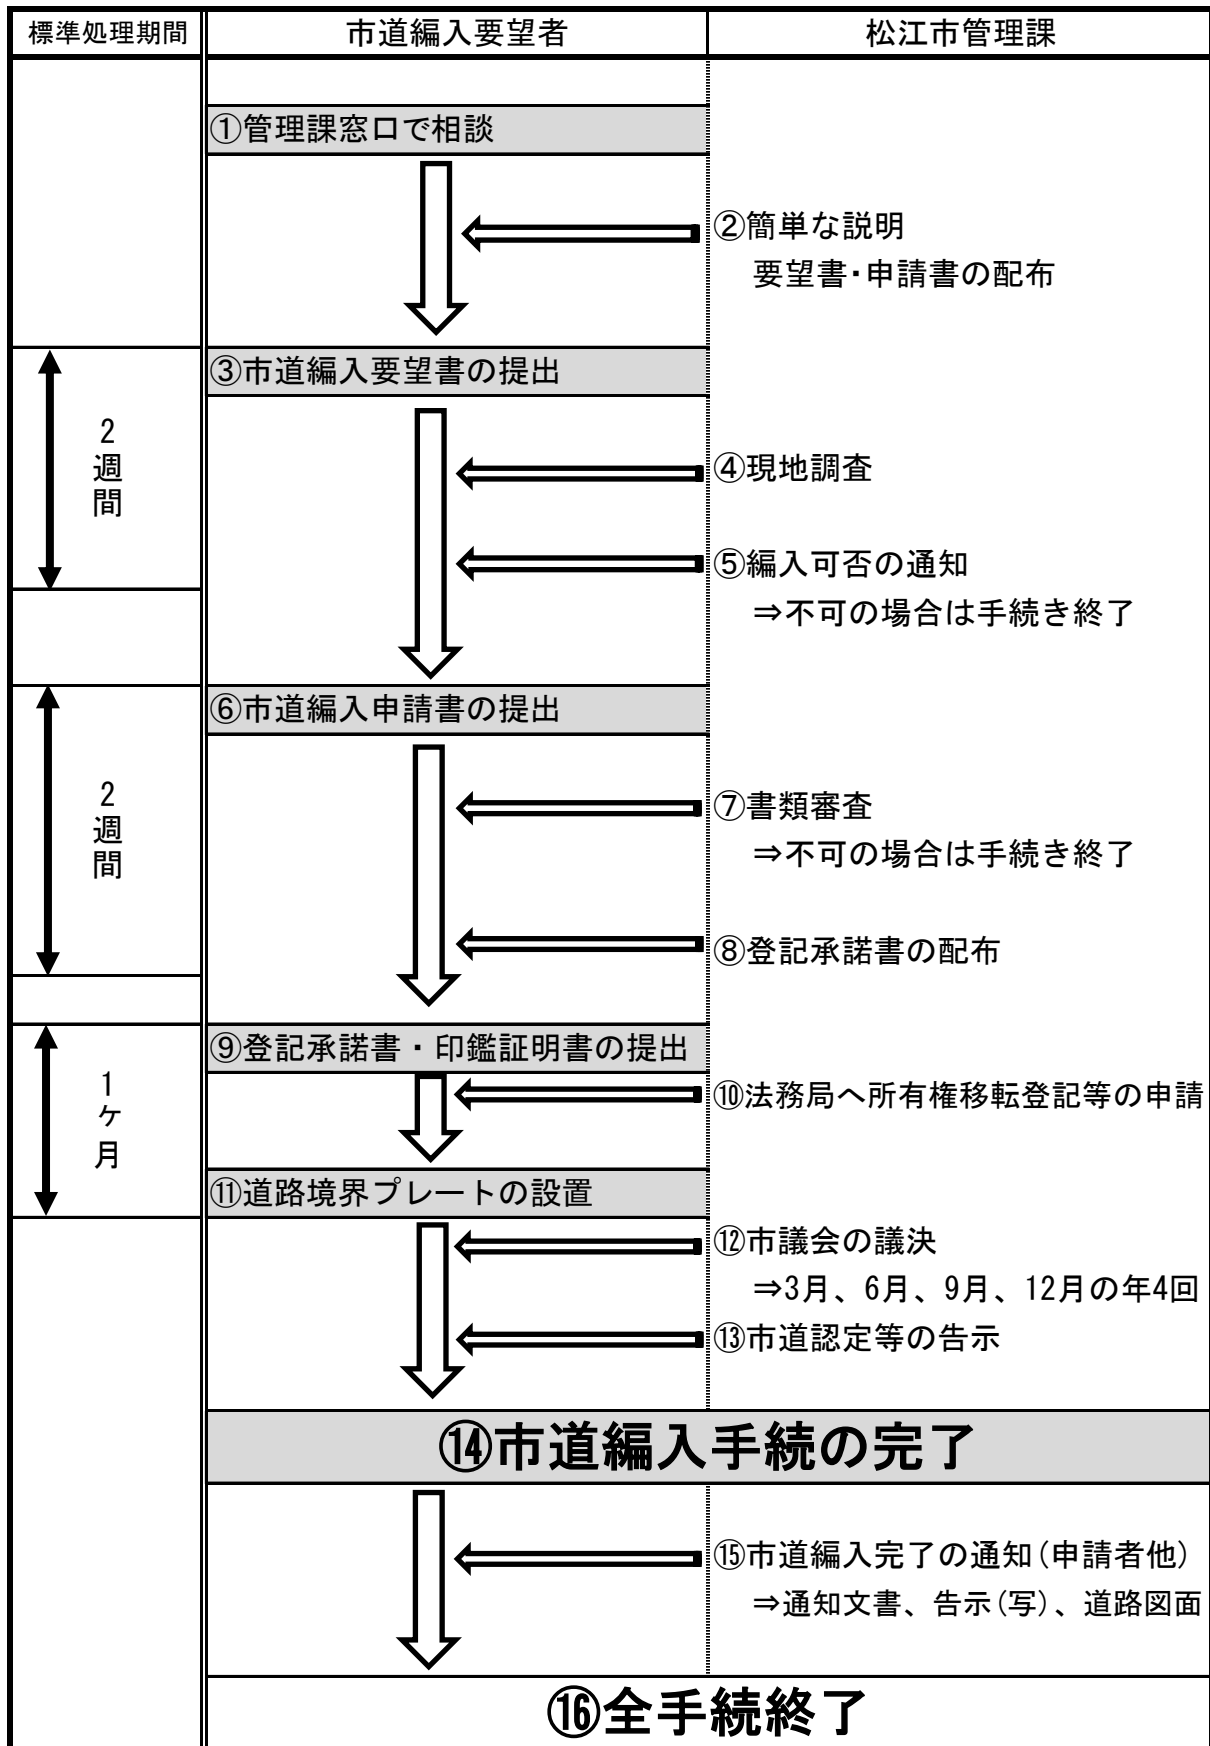 標準処理期間
市道編入要望者
松江市管理課
①管理課窓口で相談
②簡単な説明
要望書・申請書の配布
③市道編入要望書の提出
2週間
④現地調査
⑤編入可否の通知
⇒不可の場合は手続き終了
⑥市道編入申請書の提出
2週間
⑦書類審査
⇒不可の場合は手続き終了
⑧登記承諾書の配布
⑨登記承諾書・印鑑証明書の提出
1ヶ月
⑩法務局へ所有権移転登記等の申請
⑪道路境界プレートの設置
⑫市議会の議決
⇒3月、6月、9月、12月の年4回
⑬市道認定等の告示
⑭市道編入手続の完了
⑮市道編入完了の通知(申請者他)
⇒通知文書、告示(写)、道路図面
⑯全手続終了